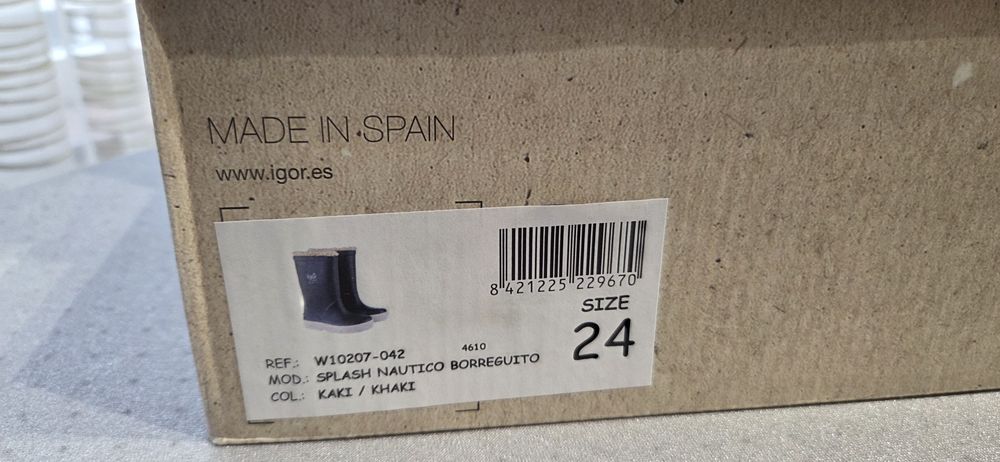 MADE IN SPAIN
www.igor.es
8 421225 229670
SIZE
24
4610
REF.: W10207-042
MOD.: SPLASH NAUTICO BORREGUITO
COL.: KAKI / KHAKI